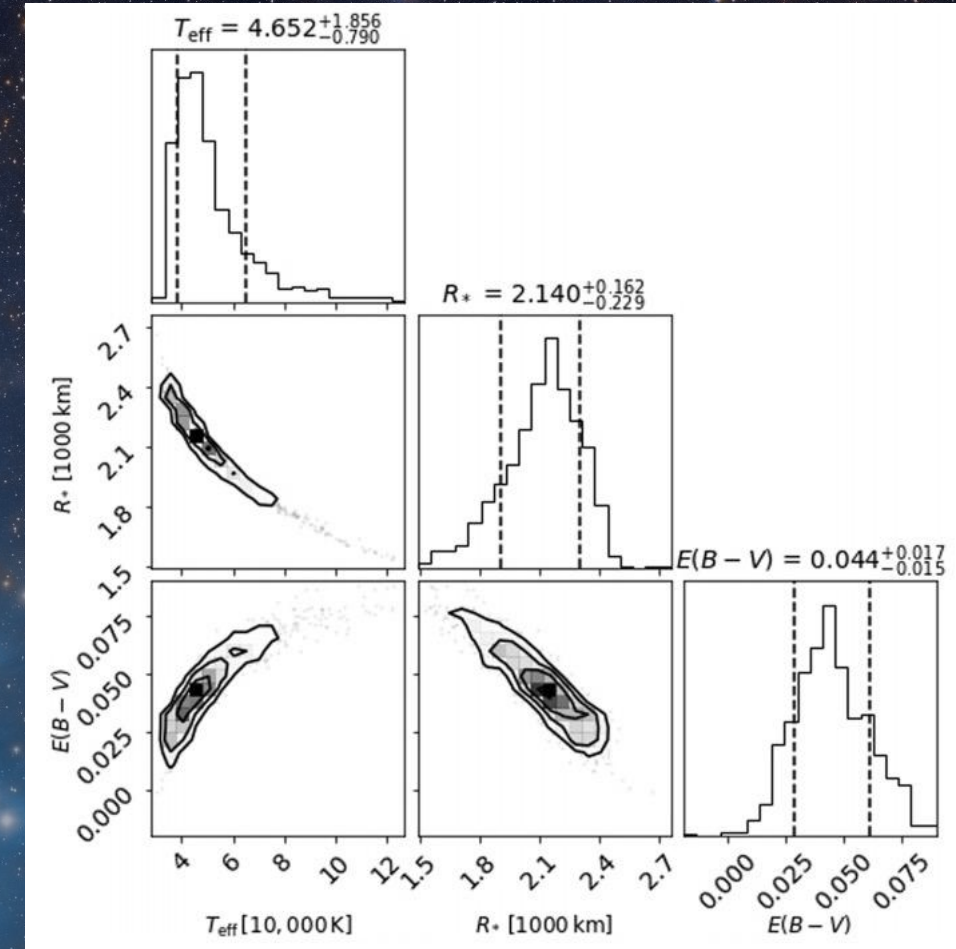 T_eff = 4.652 +1.856 −0.790
R_* = 2.140 +0.162 −0.229
2.7
2.4
2.1
1.8
1.5
R_* [1000 km]
E(B − V) = 0.044 +0.017 −0.015
0.075
0.050
0.025
0.000
E(B − V)
4 6 8 10 12 1.5 1.8 2.1 2.4 2.7 0.000 0.025 0.050 0.075
T_eff [10,000K] R_* [1000 km] E(B − V)